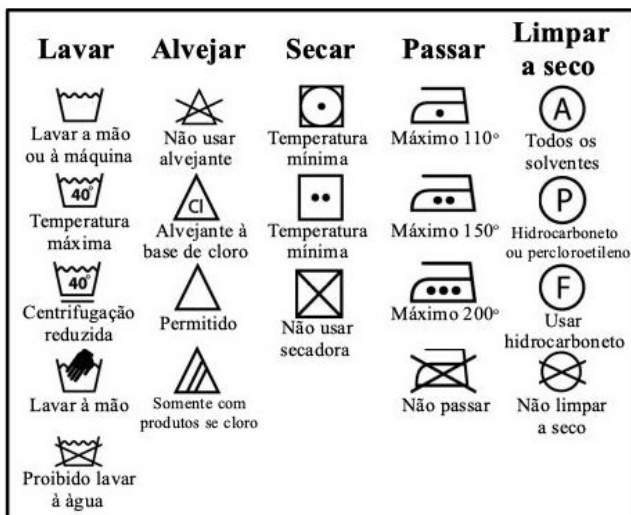 Lavar
Alvejar
Secar
Passar
Limpar
a seco
Lavar a mão
ou à máquina
Não usar
alvejante
Temperatura
mínima
Máximo 110°
A
Todos os
solventes
40°
Temperatura
máxima
Cl
Alvejante à
base de cloro
Temperatura
mínima
Máximo 150°
P
Hidrocarboneto
ou percloroetileno
40°
Centrifugação
reduzida
Permitido
Não usar
secadora
Máximo 200°
F
Usar
hidrocarboneto
Lavar à mão
Somente com
produtos se cloro
Não passar
Não limpar
a seco
Proibido lavar
à àgua